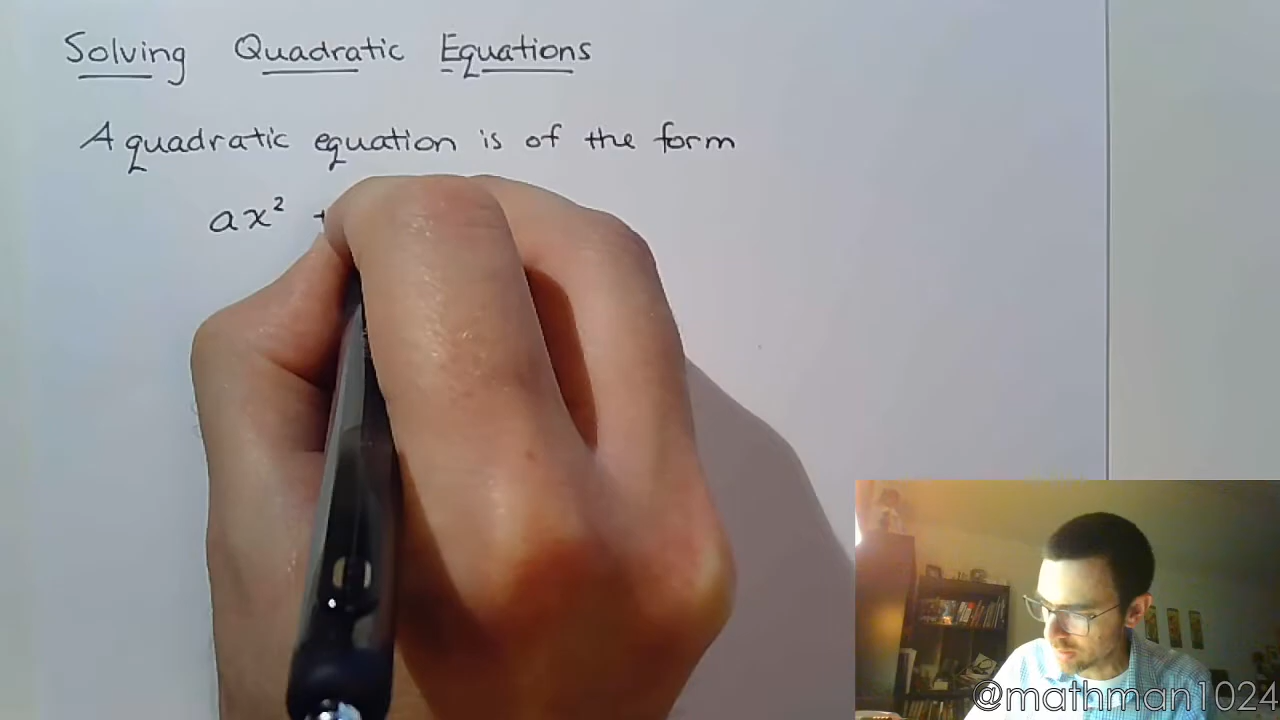 Solving Quadratic Equations
A quadratic equation is of the form
ax² +
@mathman1024